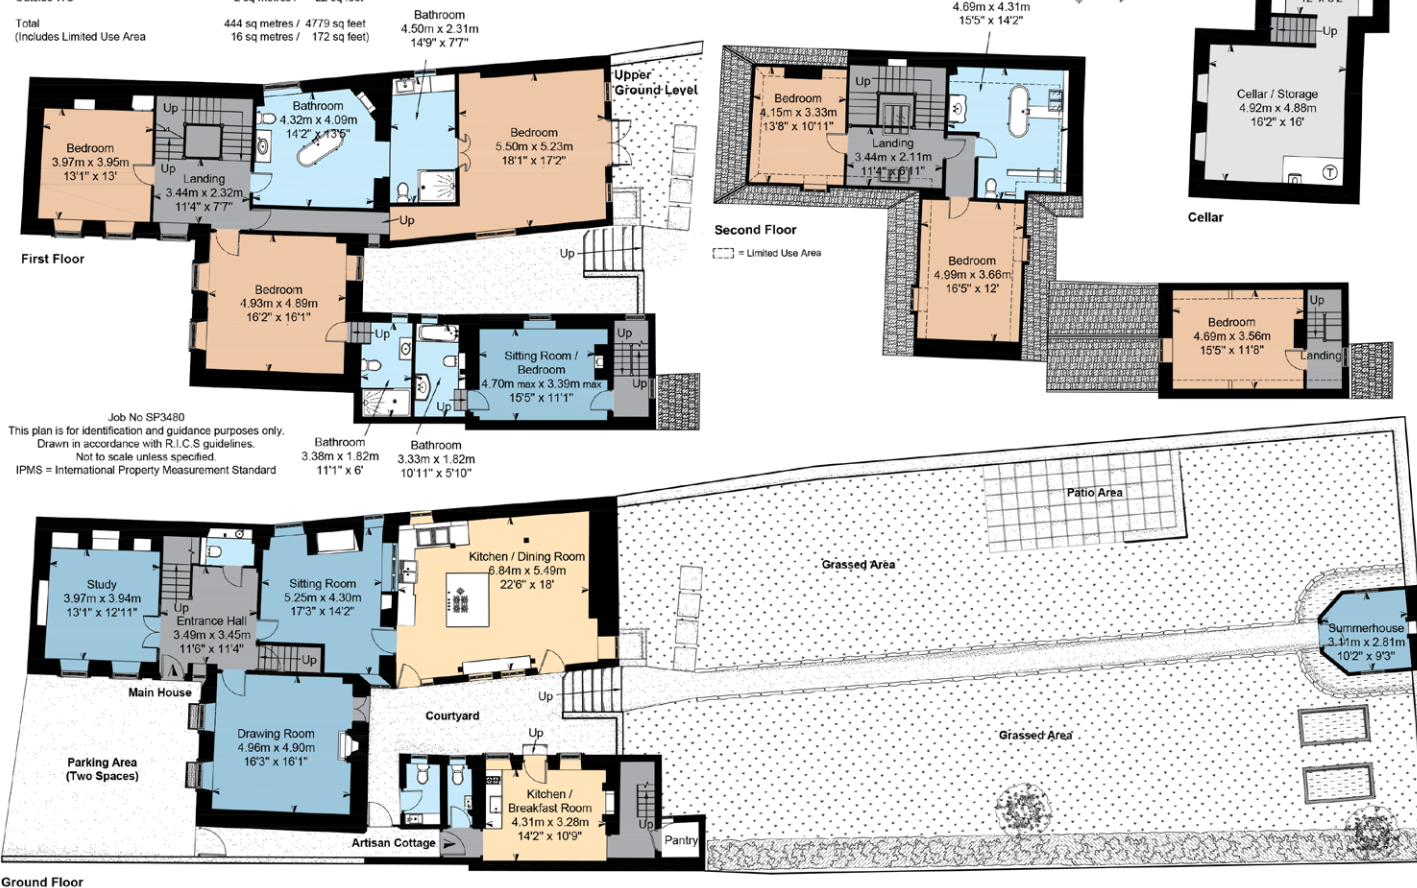 Total 444 sq metres / 4779 sq feet
(Includes Limited Use Area 16 sq metres / 172 sq feet)
Bathroom
4.50m x 2.31m
14'9" x 7'7"
Upper
Ground Level
Up
Bathroom
4.32m x 4.09m
14'2" x 13'5"
Bedroom
5.50m x 5.23m
18'1" x 17'2"
Bedroom
3.97m x 3.95m
13'1" x 13'
Up
Landing
3.44m x 2.32m
11'4" x 7'7"
Up
Up
First Floor
Bedroom
4.93m x 4.89m
16'2" x 16'1"
Up
Up
Sitting Room /
Bedroom
4.70m max x 3.39m max
15'5" x 11'1"
Up
Up
Up
Job No SP3480
This plan is for identification and guidance purposes only.
Drawn in accordance with R.I.C.S guidelines.
Not to scale unless specified.
IPMS = International Property Measurement Standard
Bathroom
3.38m x 1.82m
11'1" x 6'
Bathroom
3.33m x 1.82m
10'11" x 5'10"
4.69m x 4.31m
15'5" x 14'2"
Bedroom
4.15m x 3.33m
13'8" x 10'11"
Up
Landing
3.44m x 2.11m
11'4" x 6'11"
Second Floor
= Limited Use Area
Bedroom
4.99m x 3.66m
16'5" x 12'
Up
Cellar / Storage
4.92m x 4.88m
16'2" x 16'
T
Cellar
Bedroom
4.69m x 3.56m
15'5" x 11'8"
Up
Landing
Patio Area
Grassed Area
Study
3.97m x 3.94m
13'1" x 12'11"
Up
Entrance Hall
3.49m x 3.45m
11'6" x 11'4"
Sitting Room
5.25m x 4.30m
17'3" x 14'2"
Up
Kitchen / Dining Room
6.84m x 5.49m
22'6" x 18'
Summerhouse
3.11m x 2.81m
10'2" x 9'3"
Main House
Up
Courtyard
Drawing Room
4.96m x 4.90m
16'3" x 16'1"
Up
Grassed Area
Parking Area
(Two Spaces)
Kitchen /
Breakfast Room
4.31m x 3.28m
14'2" x 10'9"
Up
Pantry
Artisan Cottage
Ground Floor